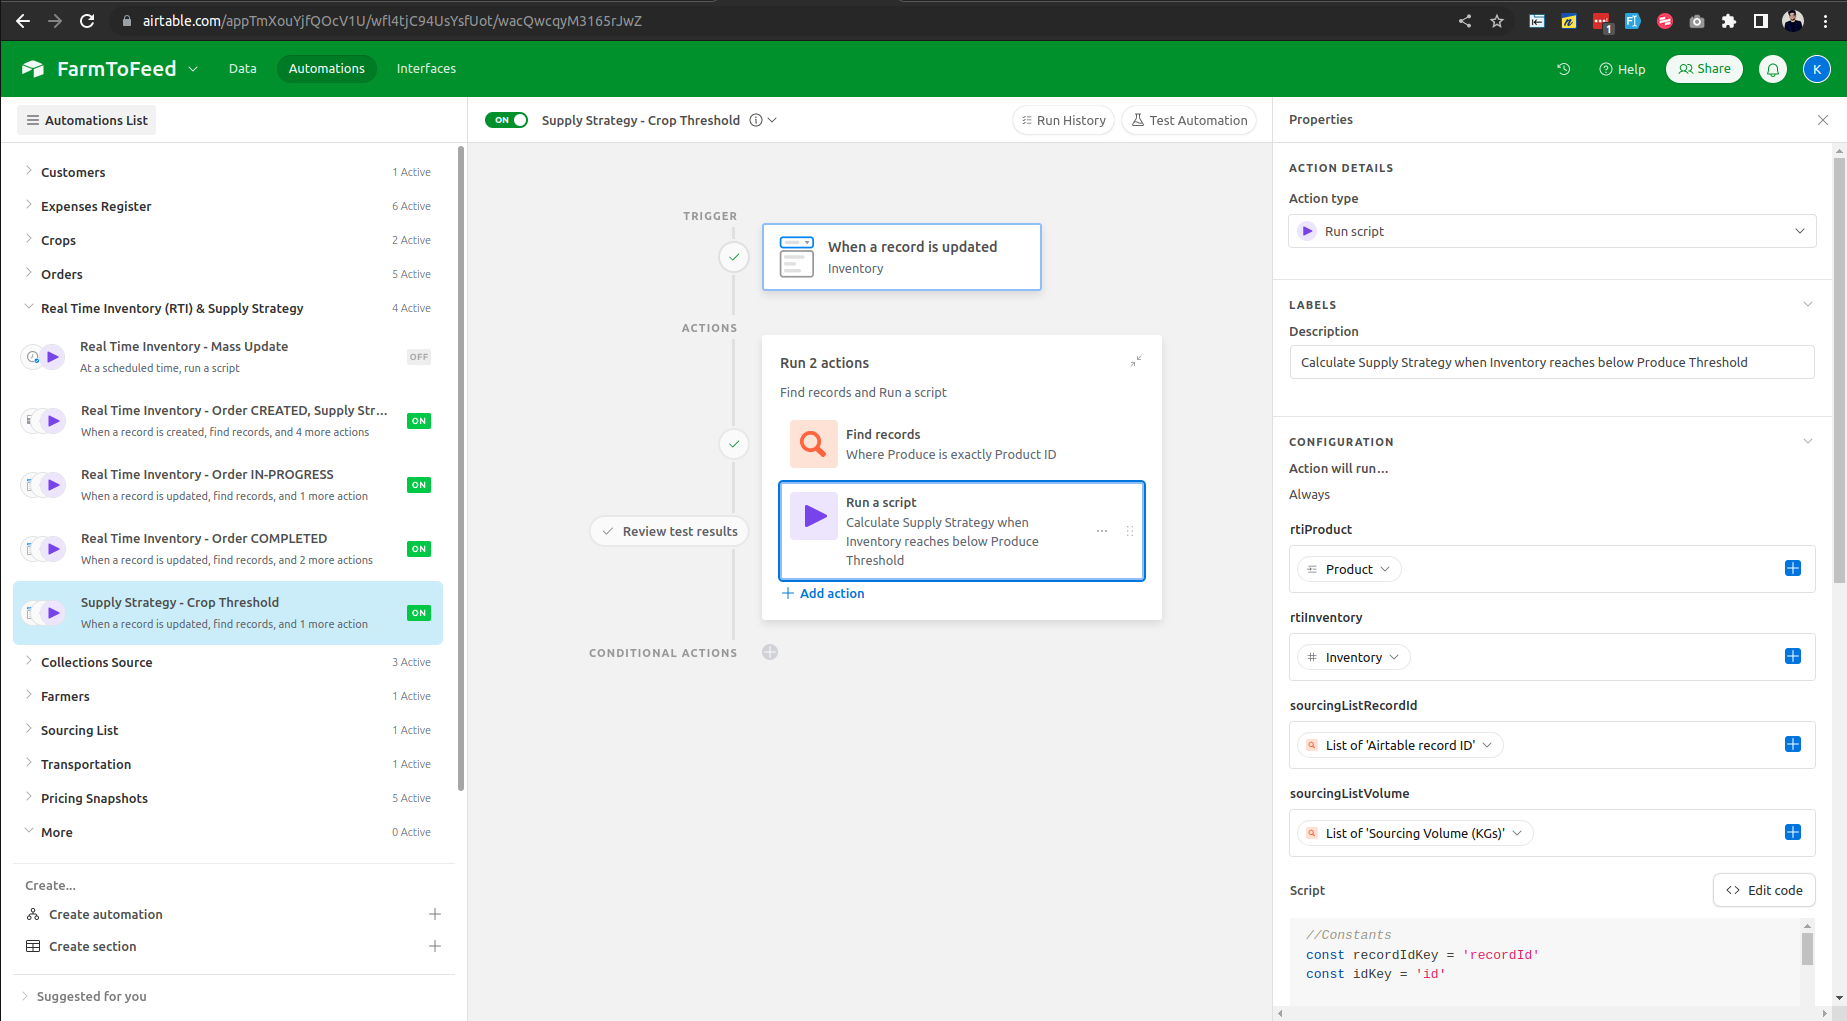 airtable.com/appTmXouYjfQOcV1U/wfl4tjC94UsYsfUot/wacQwcqyM3165rJwZ
1
FarmToFeed
Data
Automations
Interfaces
Help
Share
K
Automations List
ON
Supply Strategy - Crop Threshold
Run History
Test Automation
Properties
Customers
1 Active
Expenses Register
6 Active
Crops
2 Active
Orders
5 Active
Real Time Inventory (RTI) & Supply Strategy
4 Active
Real Time Inventory - Mass Update
At a scheduled time, run a script
OFF
Real Time Inventory - Order CREATED, Supply Str...
When a record is created, find records, and 4 more actions
ON
Real Time Inventory - Order IN-PROGRESS
When a record is updated, find records, and 1 more action
ON
Real Time Inventory - Order COMPLETED
When a record is updated, find records, and 2 more actions
ON
Supply Strategy - Crop Threshold
When a record is updated, find records, and 1 more action
ON
Collections Source
3 Active
Farmers
1 Active
Sourcing List
1 Active
Transportation
1 Active
Pricing Snapshots
5 Active
More
0 Active
Create...
Create automation
Create section
Suggested for you
TRIGGER
When a record is updated
Inventory
ACTIONS
Run 2 actions
Find records and Run a script
Find records
Where Produce is exactly Product ID
Run a script
Calculate Supply Strategy when
Inventory reaches below Produce
Threshold
Review test results
Add action
CONDITIONAL ACTIONS
ACTION DETAILS
Action type
Run script
LABELS
Description
Calculate Supply Strategy when Inventory reaches below Produce Threshold
CONFIGURATION
Action will run...
Always
rtiProduct
Product
rtiInventory
Inventory
sourcingListRecordId
List of 'Airtable record ID'
sourcingListVolume
List of 'Sourcing Volume (KGs)'
Script
Edit code
//Constants
const recordIdKey = 'recordId'
const idKey = 'id'